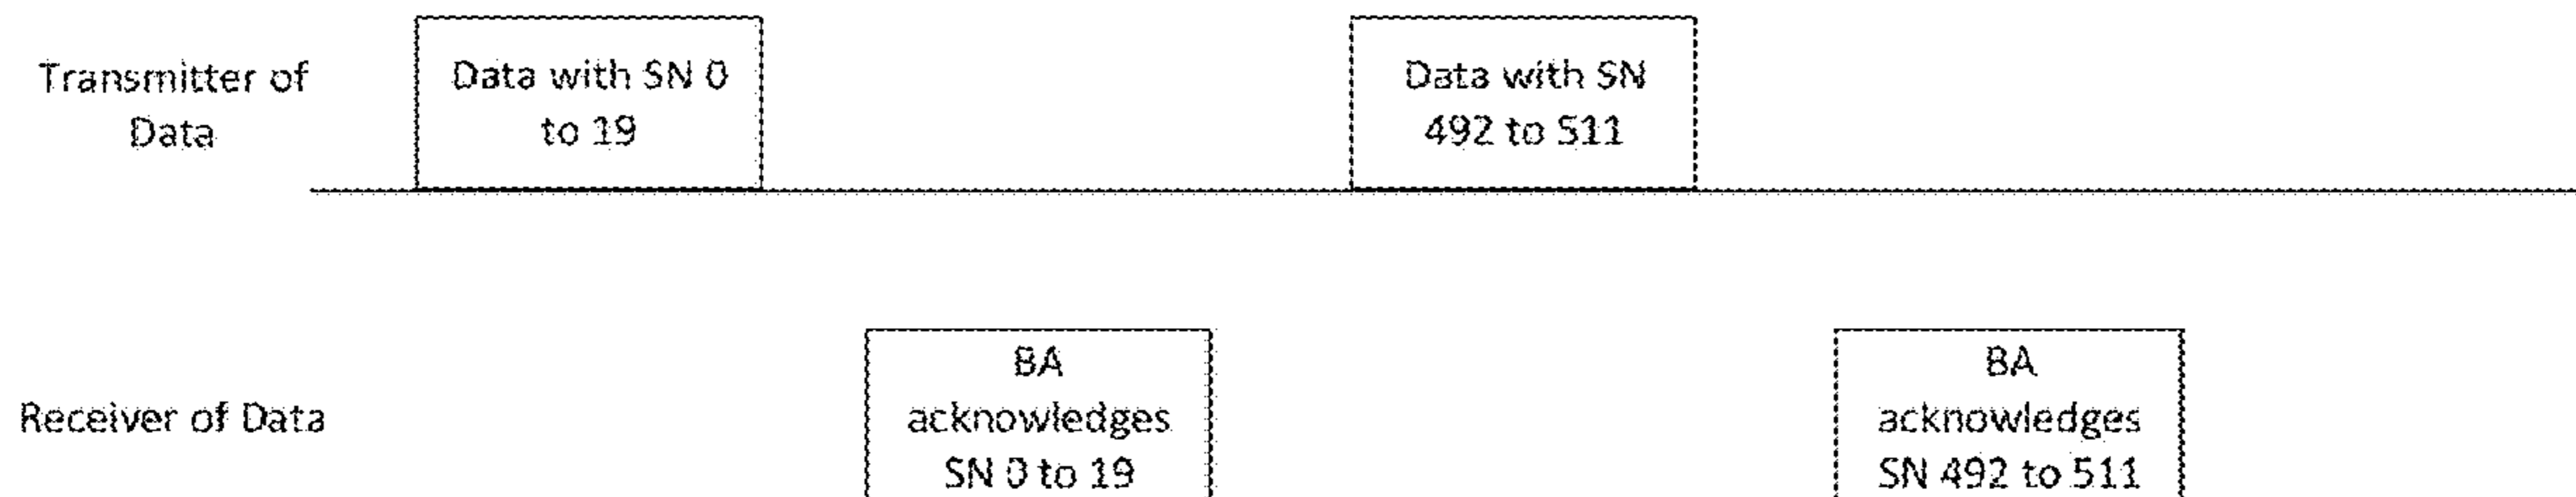 Transmitter of
Data
Data with SN 0
to 19
Data with SN
492 to 511
Receiver of Data
BA
acknowledges
SN 0 to 19
BA
acknowledges
SN 492 to 511